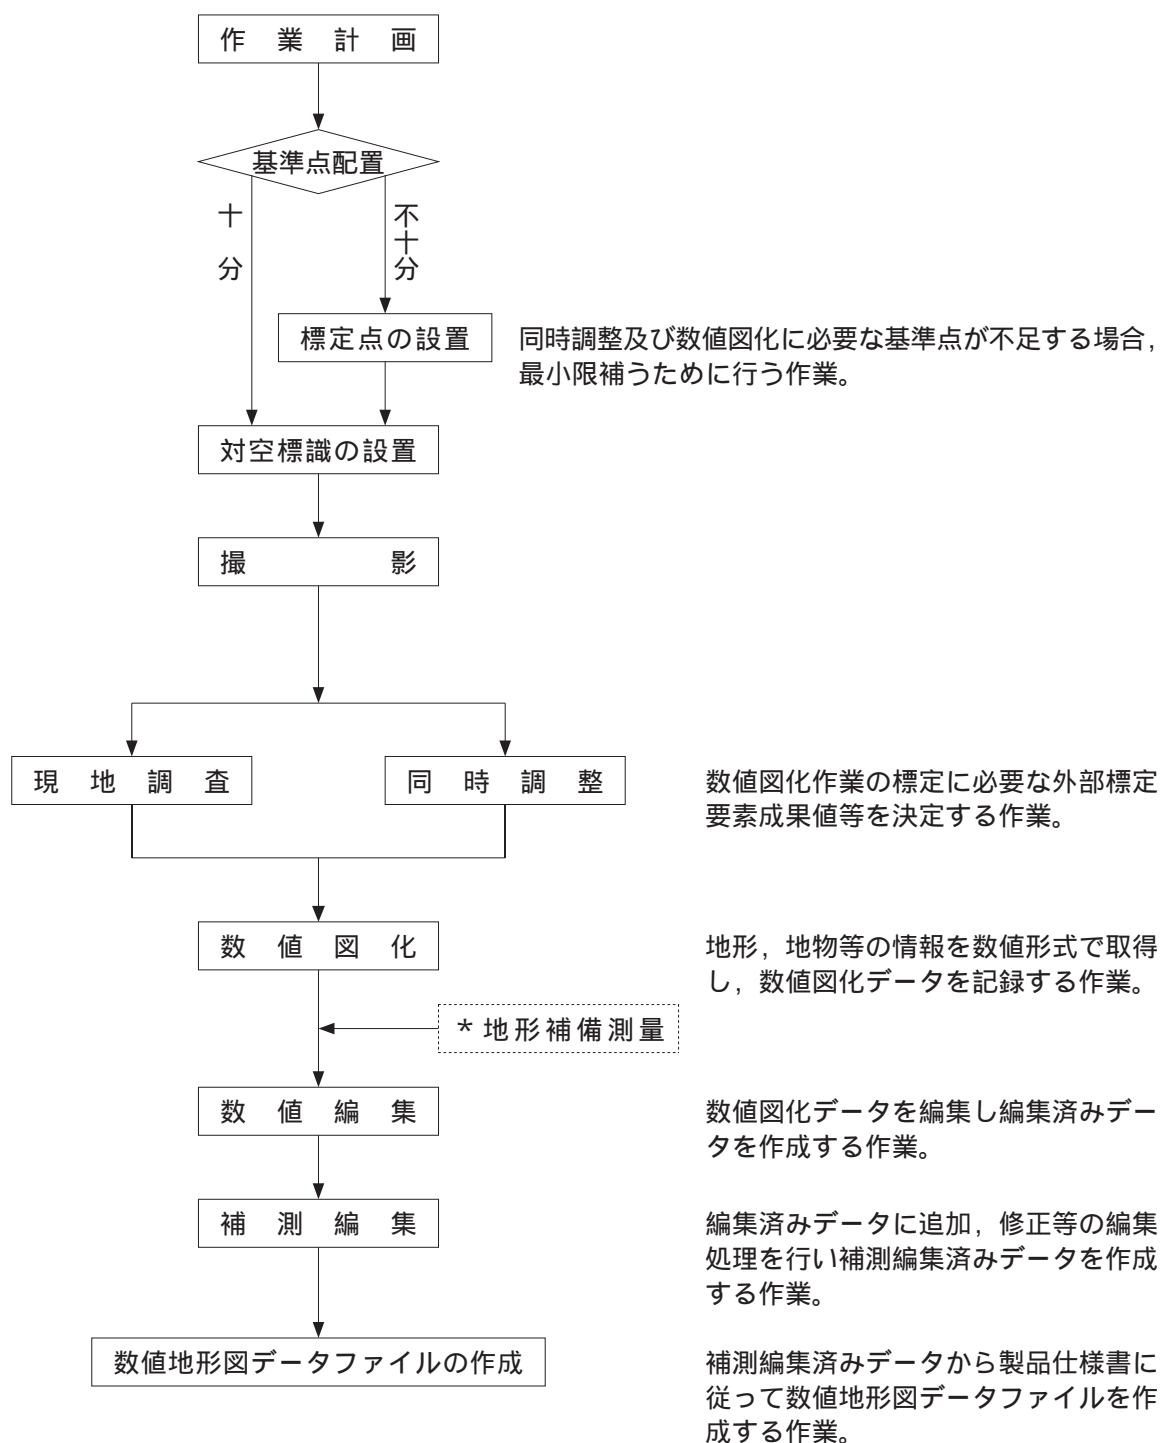 作業計画
基準点配置
十分
不十分
標定点の設置
同時調整及び数値図化に必要な基準点が不足する場合，
最小限補うために行う作業。
対空標識の設置
撮影
現地調査
同時調整
数値図化作業の標定に必要な外部標定
要素成果値等を決定する作業。
数値図化
地形，地物等の情報を数値形式で取得
し，数値図化データを記録する作業。
*地形補備測量
数値編集
数値図化データを編集し編集済みデー
タを作成する作業。
補測編集
編集済みデータに追加，修正等の編集
処理を行い補測編集済みデータを作成
する作業。
数値地形図データファイルの作成
補測編集済みデータから製品仕様書に
従って数値地形図データファイルを作
成する作業。